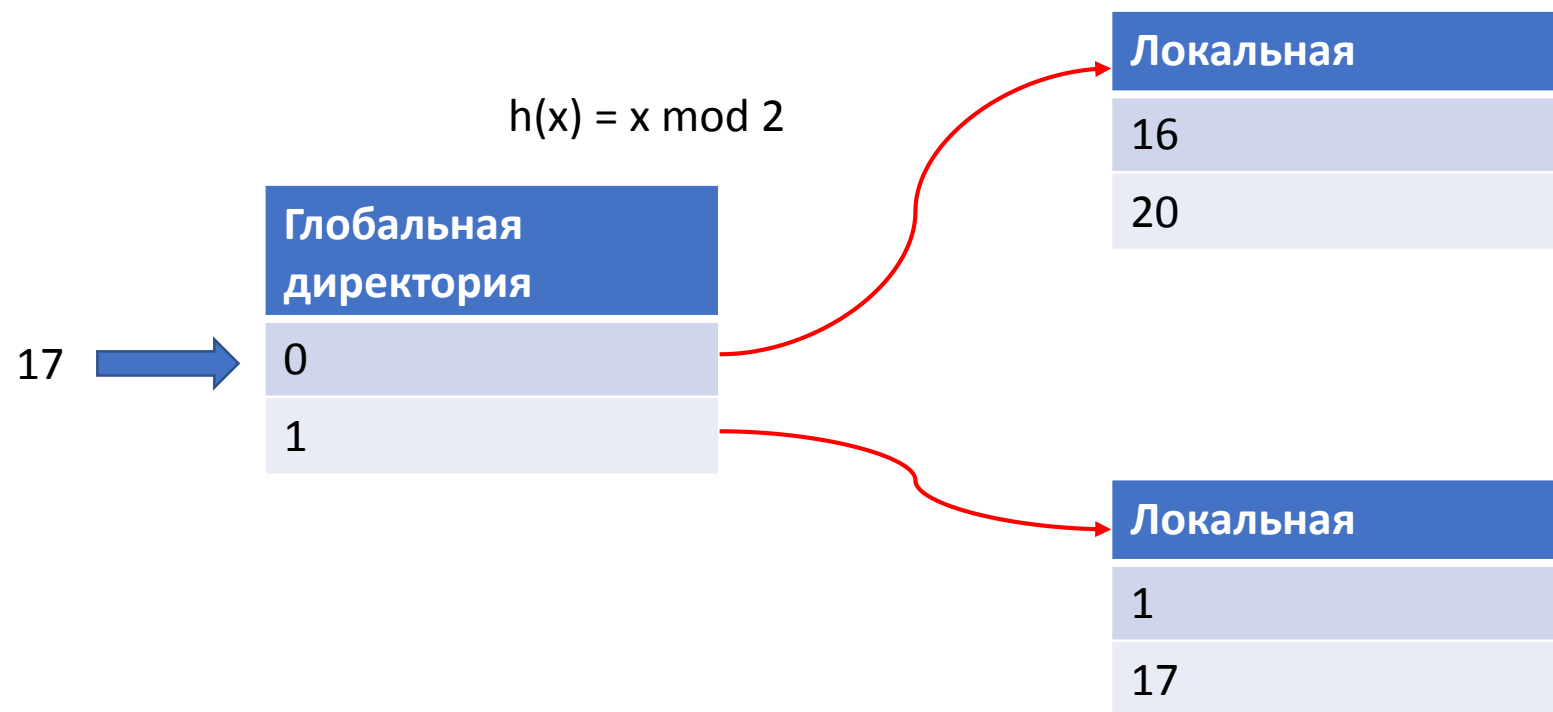 h(x) = x mod 2
17
Глобальная
директория
0
1
Локальная
16
20
Локальная
1
17